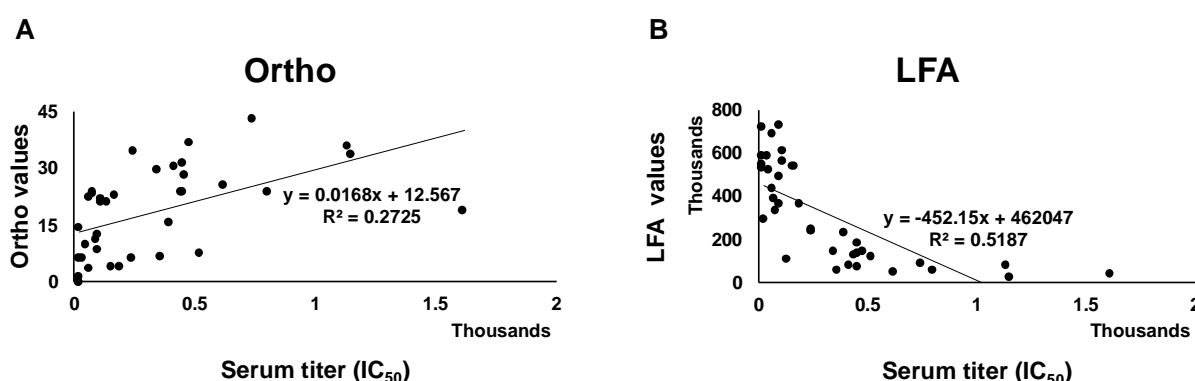 A
Ortho
Ortho values
45
30
15
0
0
0.5
1
1.5
2
y = 0.0168x + 12.567
R² = 0.2725
Thousands
Serum titer (IC50)
B
LFA
LFA values
Thousands
800
600
400
200
0
0
0.5
1
1.5
2
y = -452.15x + 462047
R² = 0.5187
Thousands
Serum titer (IC50)